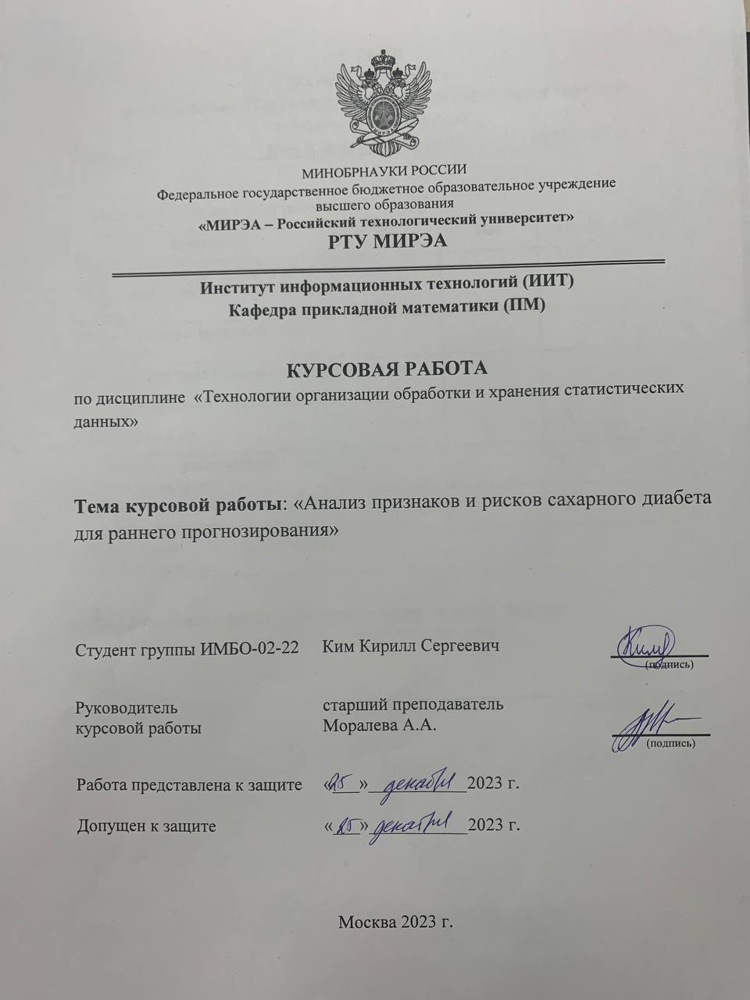 МИРЭА
МИНОБРНАУКИ РОССИИ
Федеральное государственное бюджетное образовательное учреждение
высшего образования
«МИРЭА – Российский технологический университет»
РТУ МИРЭА
Институт информационных технологий (ИИТ)
Кафедра прикладной математики (ПМ)
КУРСОВАЯ РАБОТА
по дисциплине «Технологии организации обработки и хранения статистических
данных»
Тема курсовой работы: «Анализ признаков и рисков сахарного диабета
для раннего прогнозирования»
Студент группы ИМБО-02-22 Ким Кирилл Сергеевич
(подпись)
Руководитель старший преподаватель
курсовой работы Моралева А.А.
(подпись)
Работа представлена к защите «25» декабря 2023 г.
Допущен к защите «25» декабря 2023 г.
Москва 2023 г.